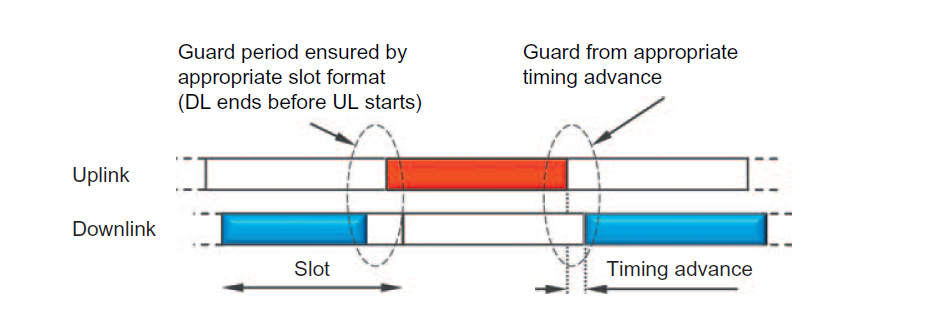 Guard period ensured by
appropriate slot format
(DL ends before UL starts)
Guard from appropriate
timing advance
Uplink
Downlink
Slot
Timing advance